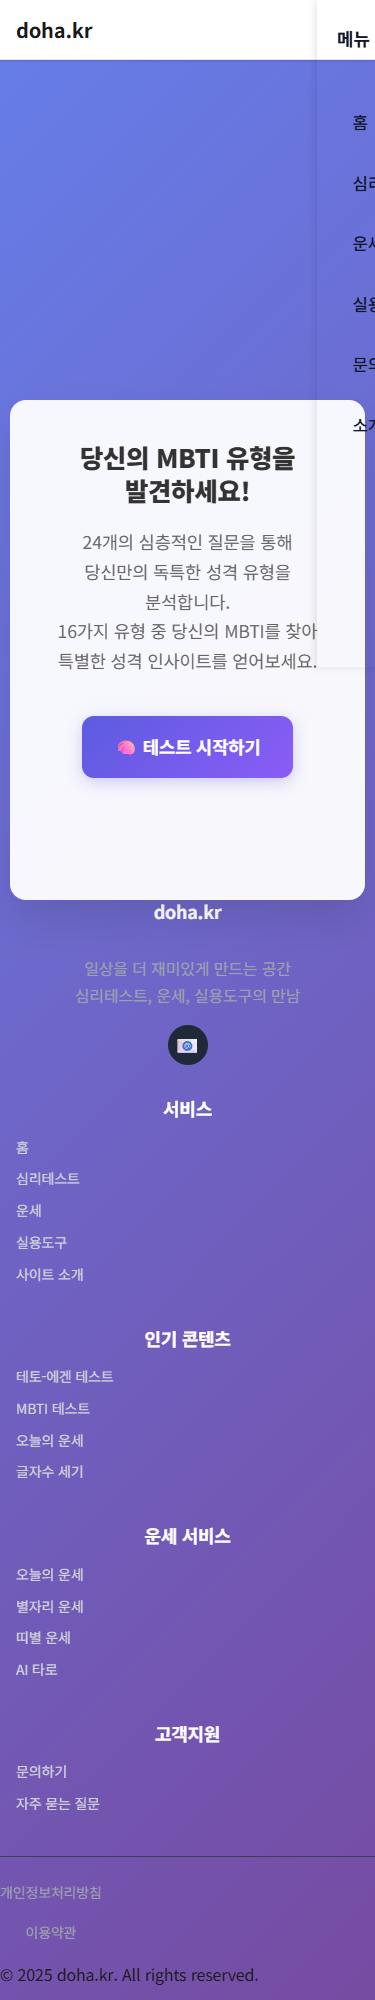 doha.kr
메뉴
홈
당신의 MBTI 유형을
발견하세요!
24개의 심층적인 질문을 통해
당신만의 독특한 성격 유형을
분석합니다.
16가지 유형 중 당신의 MBTI를 찾아
특별한 성격 인사이트를 얻어보세요.
테스트 시작하기
doha.kr
일상을 더 재미있게 만드는 공간
심리테스트, 운세, 실용도구의 만남
서비스
홈
심리테스트
운세
실용도구
사이트 소개
인기 콘텐츠
테토-에겐 테스트
MBTI 테스트
오늘의 운세
글자수 세기
운세 서비스
오늘의 운세
별자리 운세
띠별 운세
AI 타로
고객지원
문의하기
자주 묻는 질문
개인정보처리방침
이용약관
© 2025 doha.kr. All rights reserved.